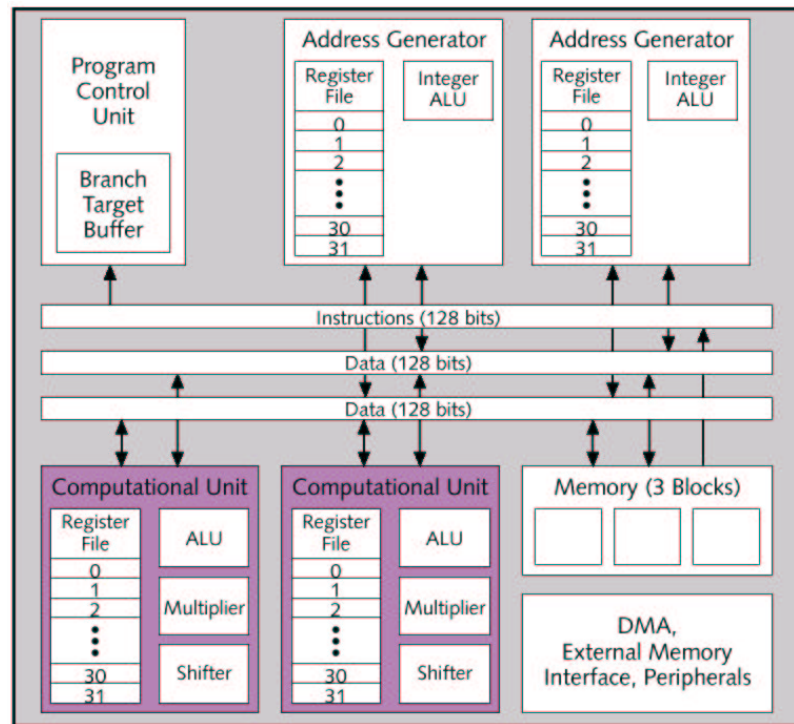 Program
Control
Unit
Branch
Target
Buffer
Address Generator
Register
File
0
1
2
30
31
Integer
ALU
Address Generator
Register
File
0
1
2
30
31
Integer
ALU
Instructions (128 bits)
Data (128 bits)
Data (128 bits)
Computational Unit
Register
File
0
1
2
30
31
ALU
Multiplier
Shifter
Computational Unit
Register
File
0
1
2
30
31
ALU
Multiplier
Shifter
Memory (3 Blocks)
DMA,
External Memory
Interface, Peripherals